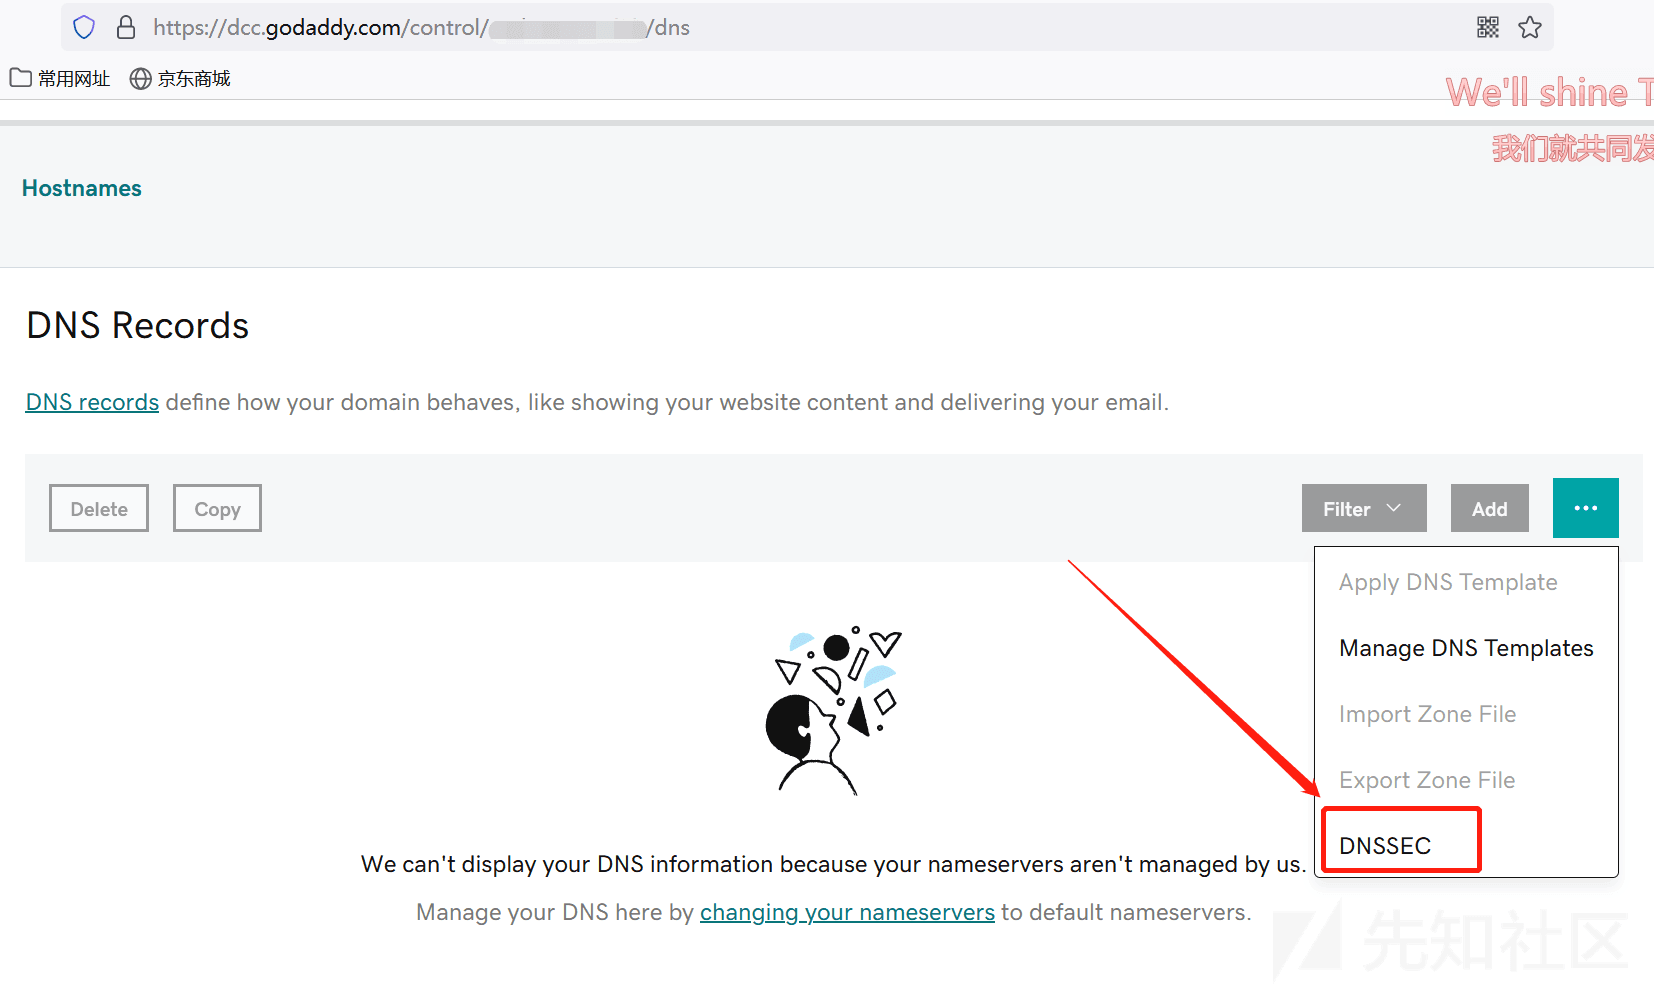 https://dcc.godaddy.com/control/ /dns
常用网址 京东商城
We'll shine T
我们就共同发
Hostnames
DNS Records
DNS records define how your domain behaves, like showing your website content and delivering your email.
Delete Copy Filter Add ...
Apply DNS Template
Manage DNS Templates
Import Zone File
Export Zone File
DNSSEC
We can't display your DNS information because your nameservers aren't managed by us.
Manage your DNS here by changing your nameservers to default nameservers.
先知社区